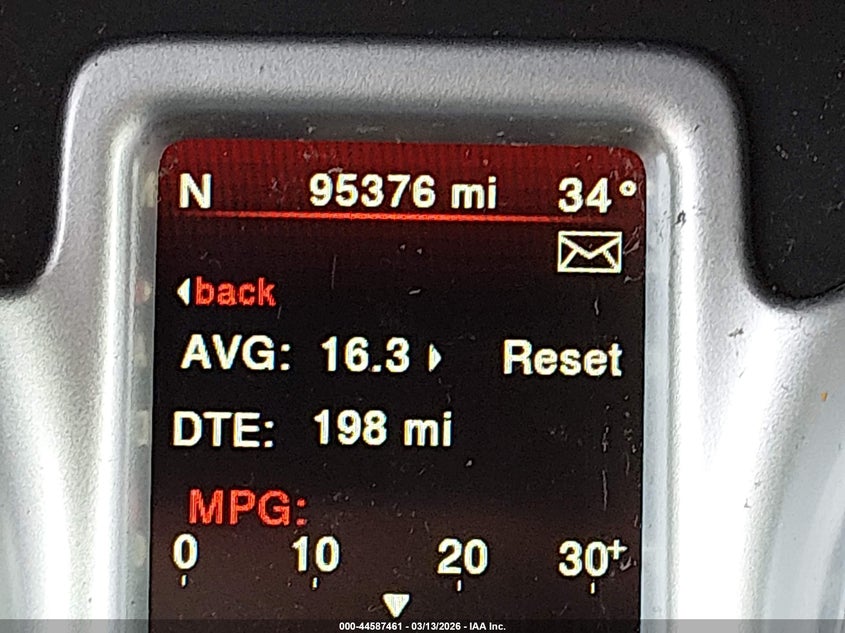 N 95376 mi 34°
back
AVG: 16.3 Reset
DTE: 198 mi
MPG:
0 10 20 30+
000-44587461 - 03/13/2026 - IAA Inc.